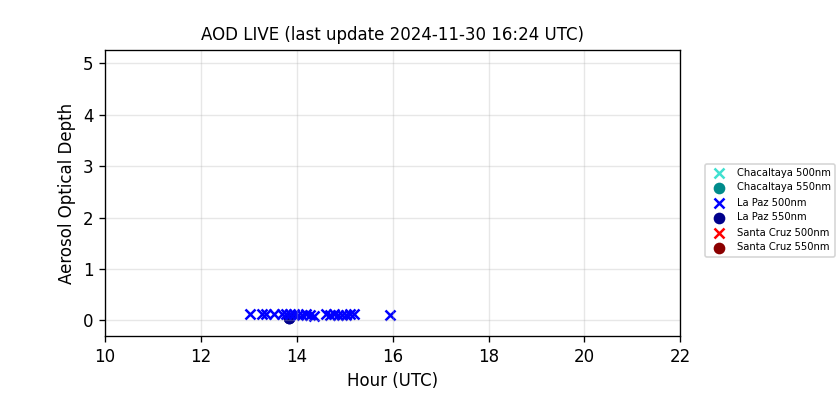 AOD LIVE (last update 2024-11-30 16:24 UTC)
Aerosol Optical Depth
5
4
3
2
1
0
10 12 14 16 18 20 22
Hour (UTC)
Chacaltaya 500nm
Chacaltaya 550nm
La Paz 500nm
La Paz 550nm
Santa Cruz 500nm
Santa Cruz 550nm